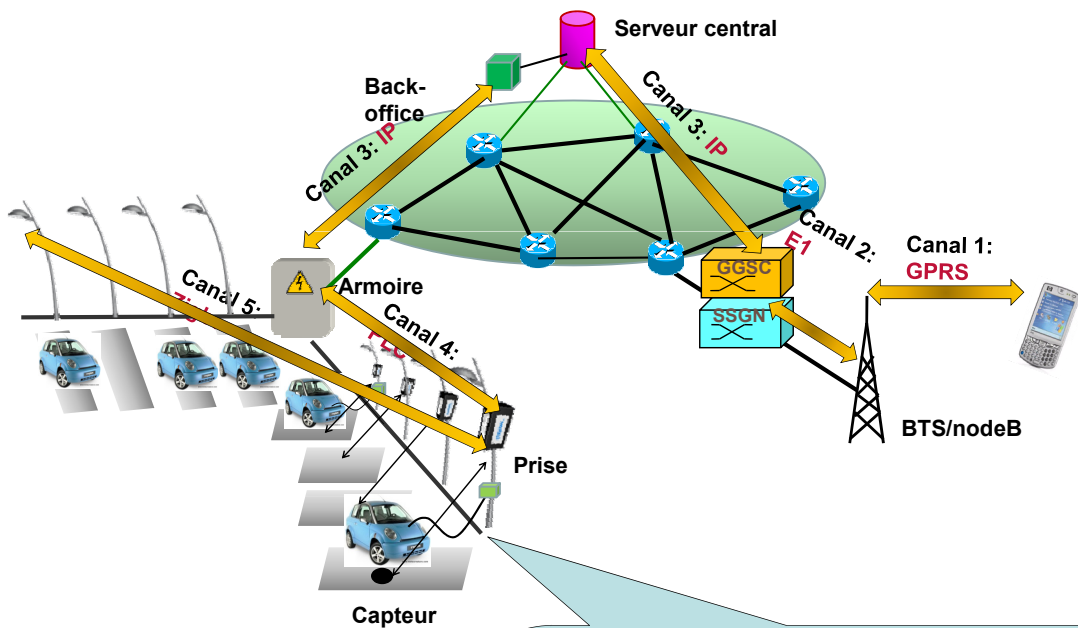 Serveur central
Back-
office
Canal 3: IP
Canal 3: IP
Canal 2:
E1
Canal 1:
GPRS
GGSC
SSGN
BTS/nodeB
Armoire
Canal 5:
Canal 4:
Prise
Capteur